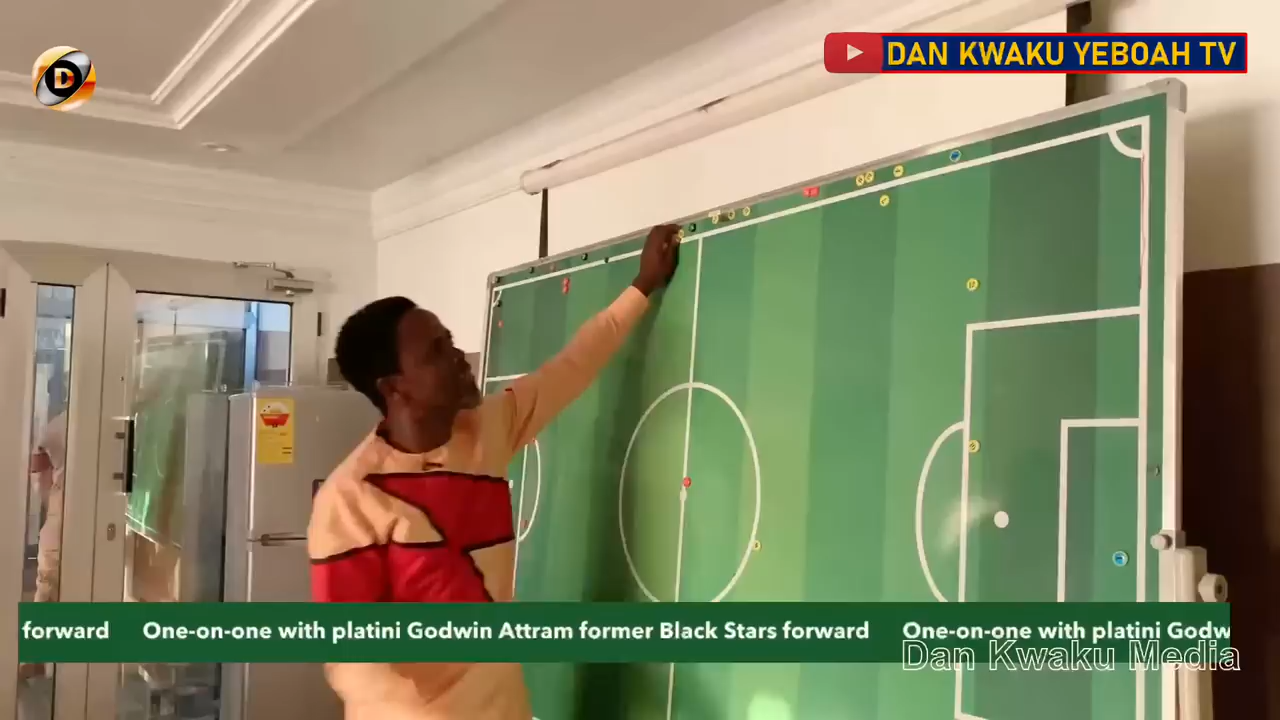 D
DAN KWAKU YEBOAH TV
forward One-on-one with platini Godwin Attram former Black Stars forward One-on-one with platini Godw
Dan Kwaku Media